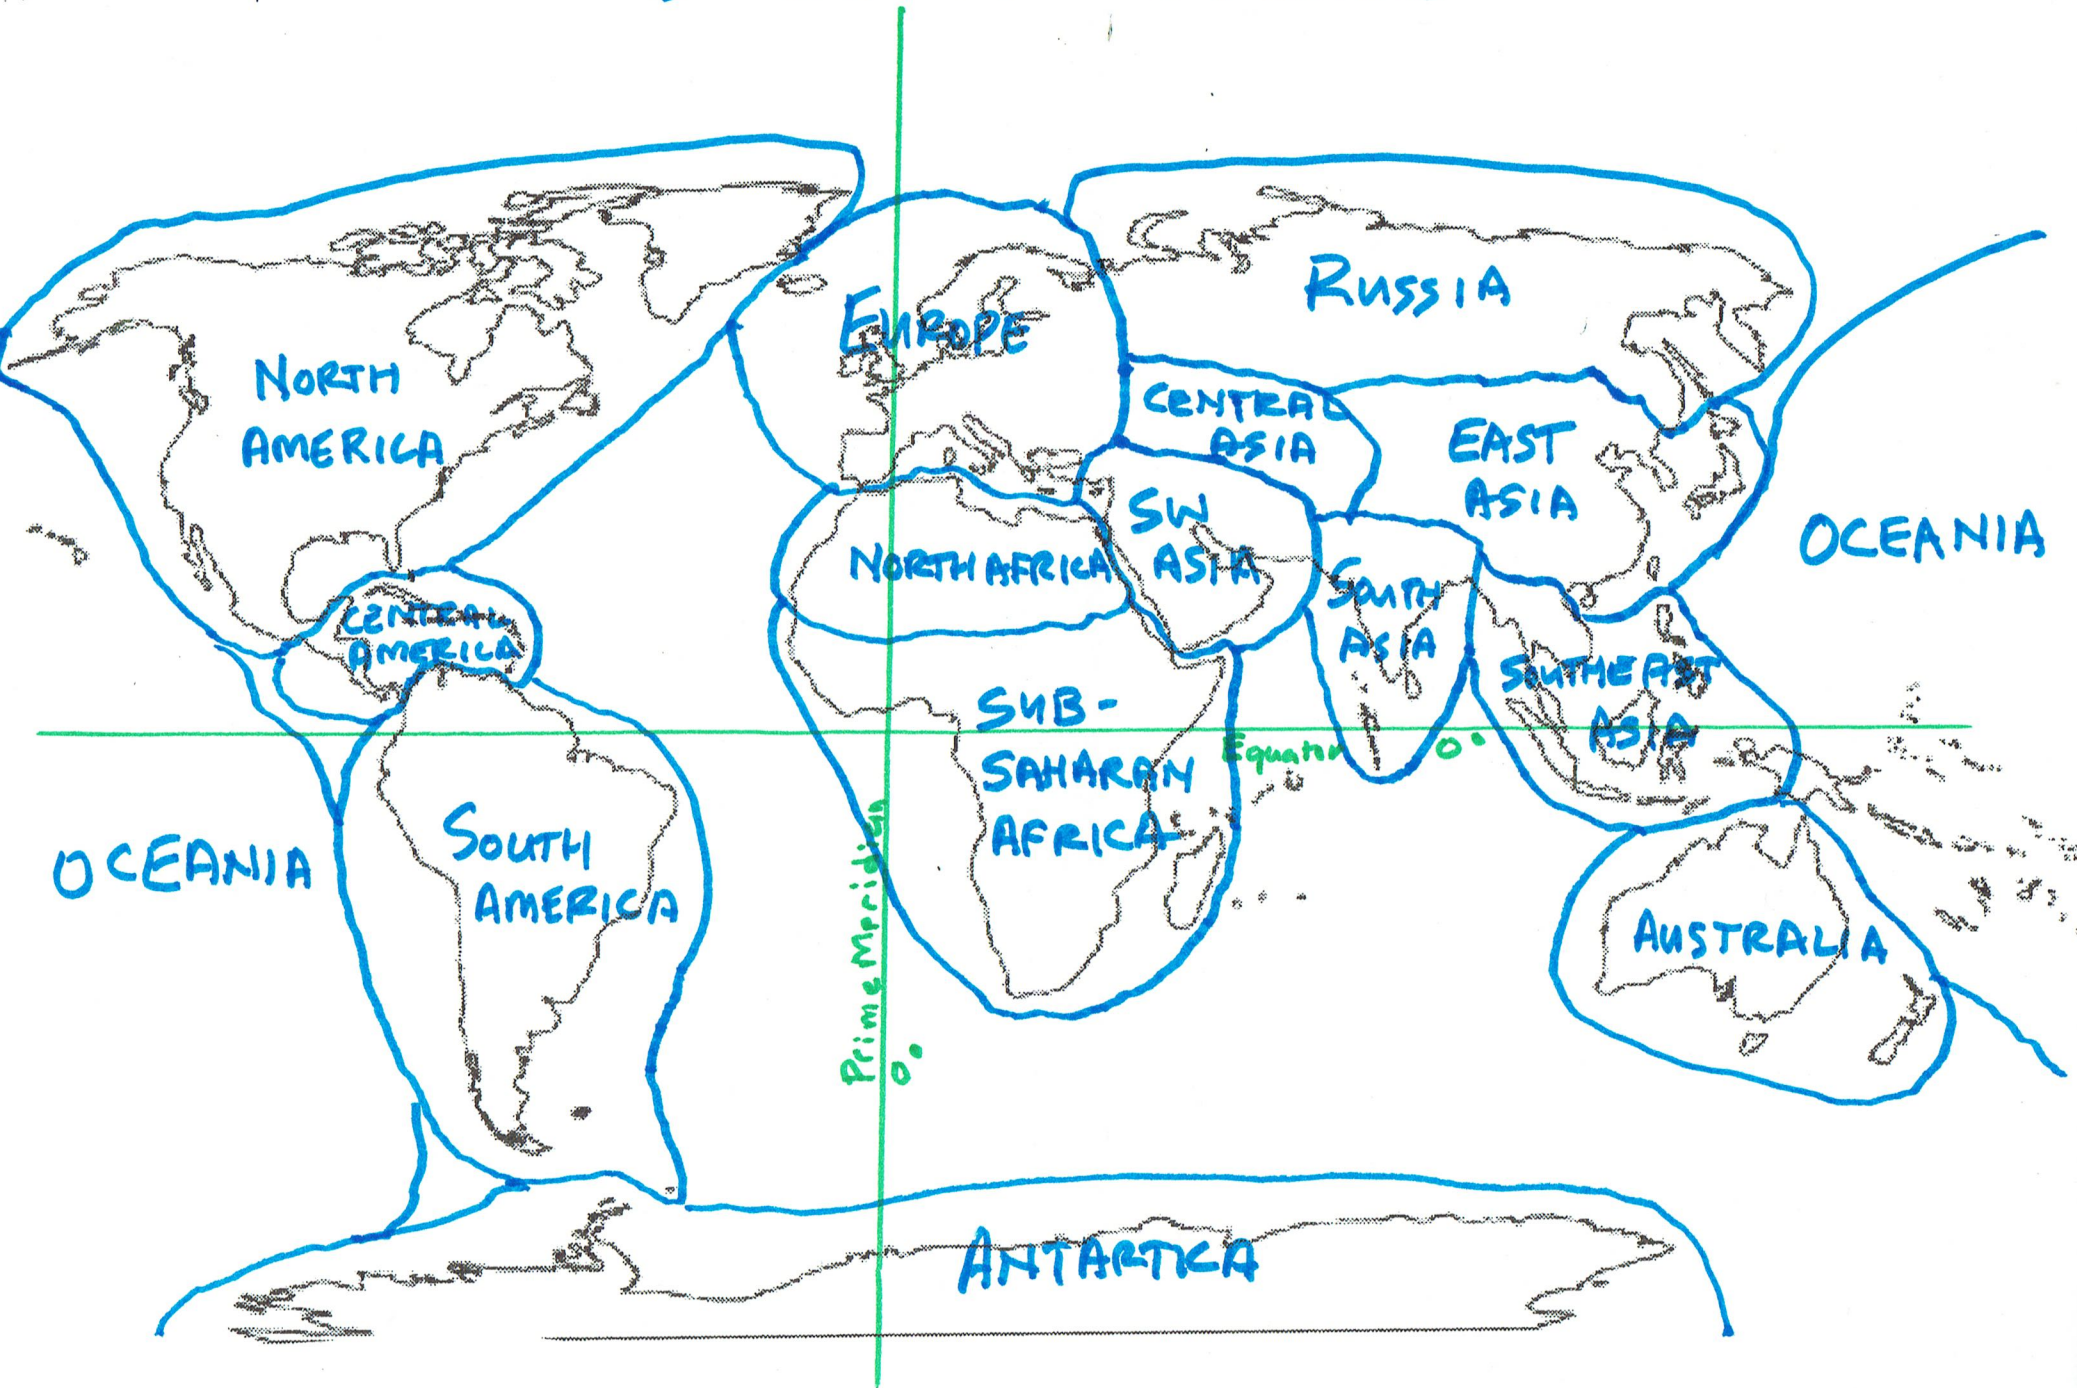 RUSSIA
EUROPE
NORTH
AMERICA
CENTRAL
ASIA
EAST
ASIA
SW
ASIA
OCEANIA
NORTH AFRICA
SOUTH
ASIA
CENTRAL
AMERICA
SOUTHEAST
ASIA
SUB-
SAHARAN
AFRICA
Equator 0°
SOUTH
AMERICA
OCEANIA
AUSTRALIA
Prime Meridian
0°
ANTARTICA